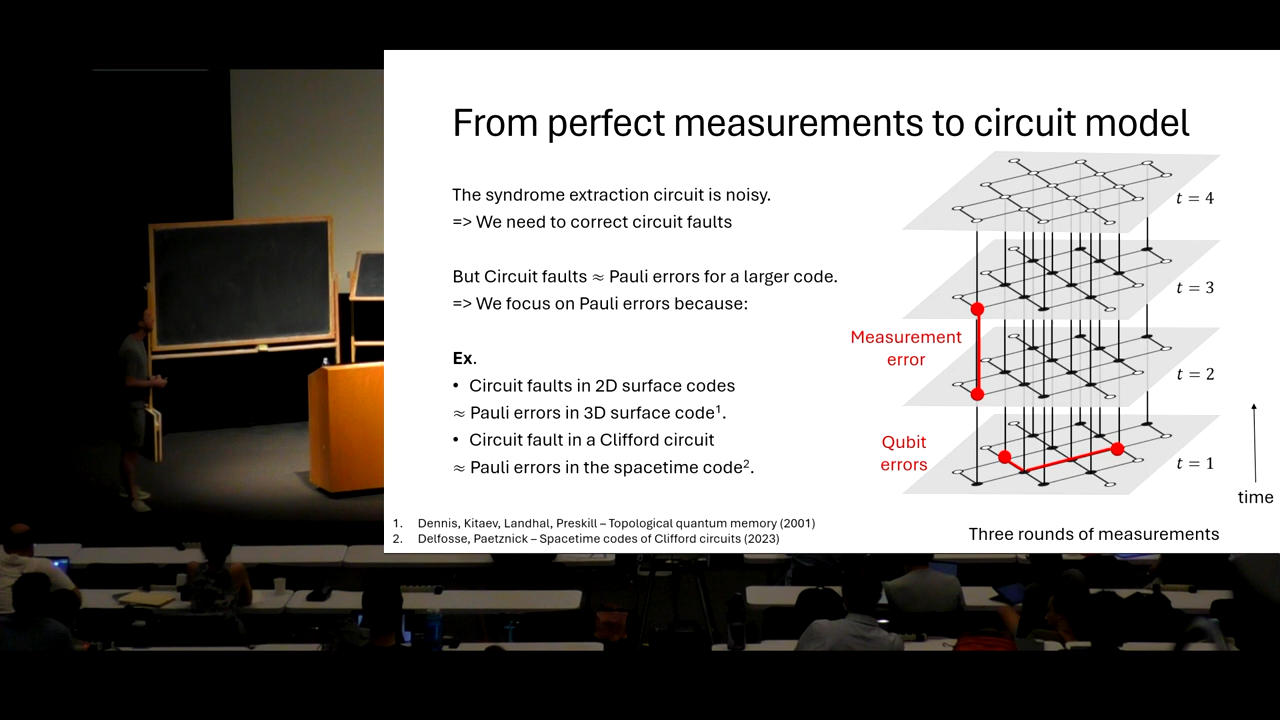 From perfect measurements to circuit model
The syndrome extraction circuit is noisy.
=> We need to correct circuit faults
But Circuit faults ≈ Pauli errors for a larger code.
=> We focus on Pauli errors because:
Ex.
• Circuit faults in 2D surface codes
≈ Pauli errors in 3D surface code¹.
• Circuit fault in a Clifford circuit
≈ Pauli errors in the spacetime code².
1. Dennis, Kitaev, Landhal, Preskill – Topological quantum memory (2001)
2. Delfosse, Paetznick – Spacetime codes of Clifford circuits (2023)
t = 4
t = 3
Measurement
error
t = 2
Qubit
errors
t = 1
time
Three rounds of measurements